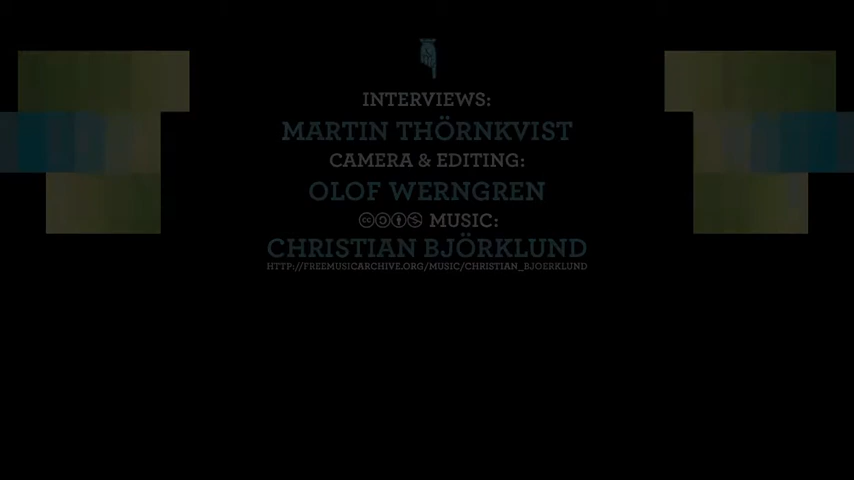 INTERVIEWS:
MARTIN THÖRNKVIST
CAMERA & EDITING:
OLOF WERNGREN
MUSIC:
CHRISTIAN BJÖRKLUND
HTTP://FREEMUSICARCHIVE.ORG/MUSIC/CHRISTIAN_BJOERKLUND